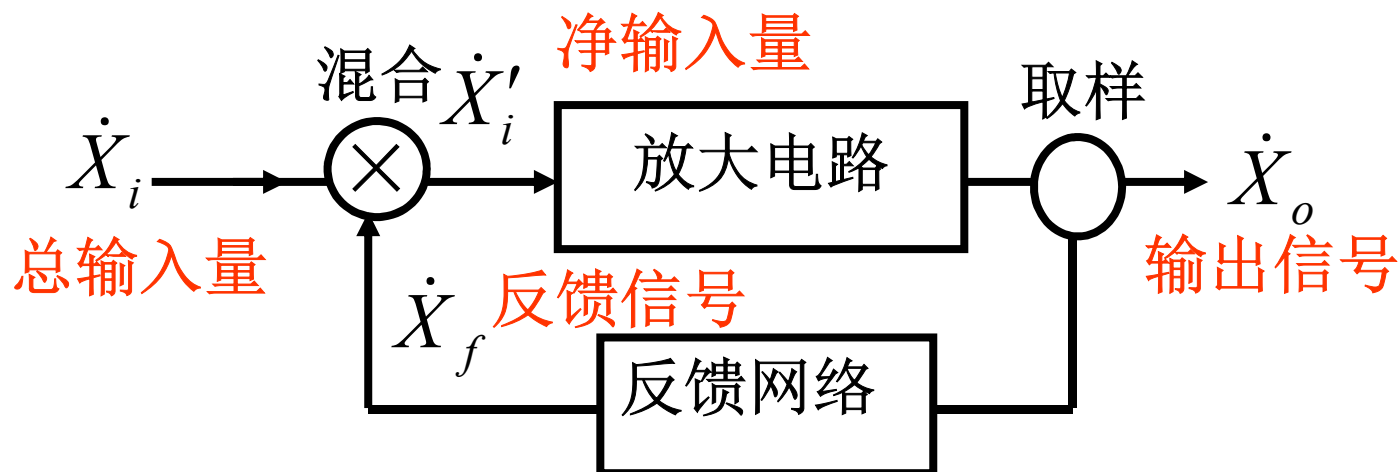 净输入量
混合
Ẋ′i
取样
Ẋi
放大电路
Ẋo
总输入量
输出信号
Ẋf 反馈信号
反馈网络